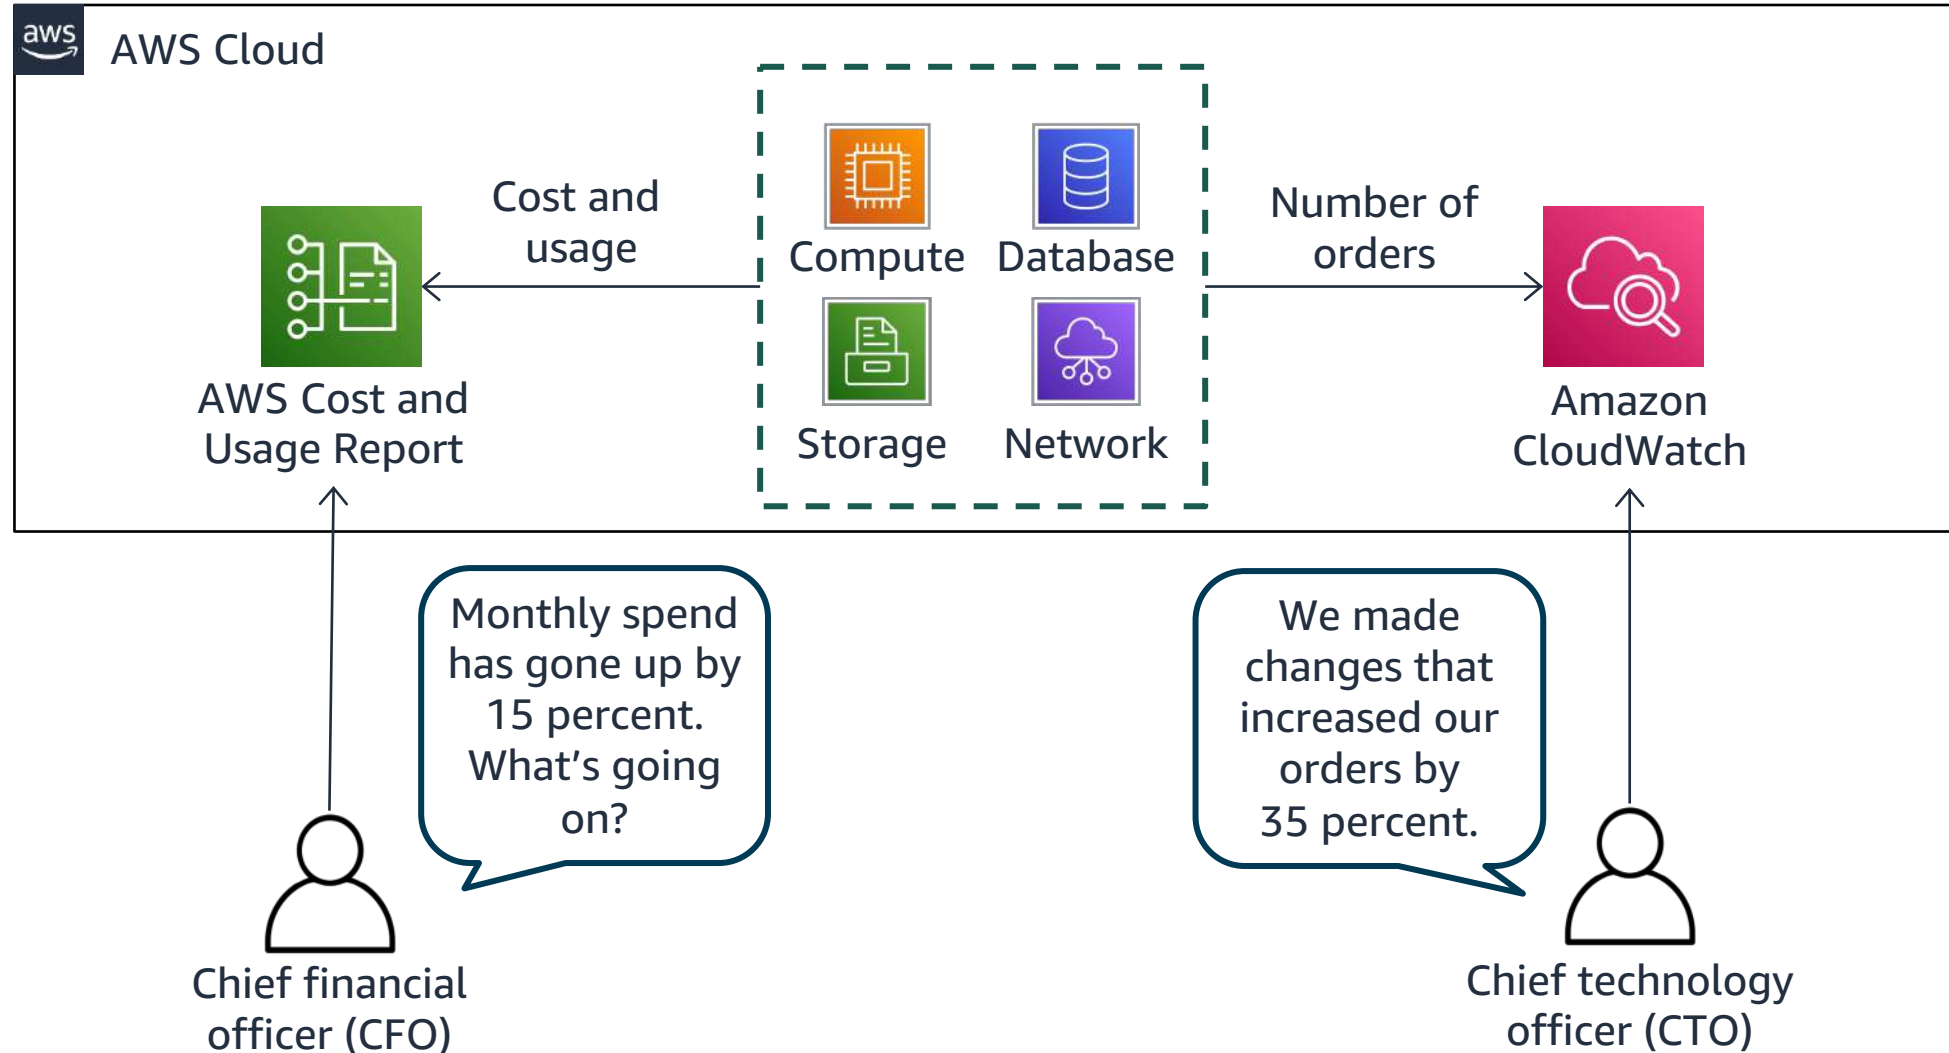 aws
AWS Cloud
Cost and
usage
Compute
Database
Storage
Network
Number of
orders
AWS Cost and
Usage Report
Amazon
CloudWatch
Monthly spend
has gone up by
15 percent.
What’s going
on?
We made
changes that
increased our
orders by
35 percent.
Chief financial
officer (CFO)
Chief technology
officer (CTO)